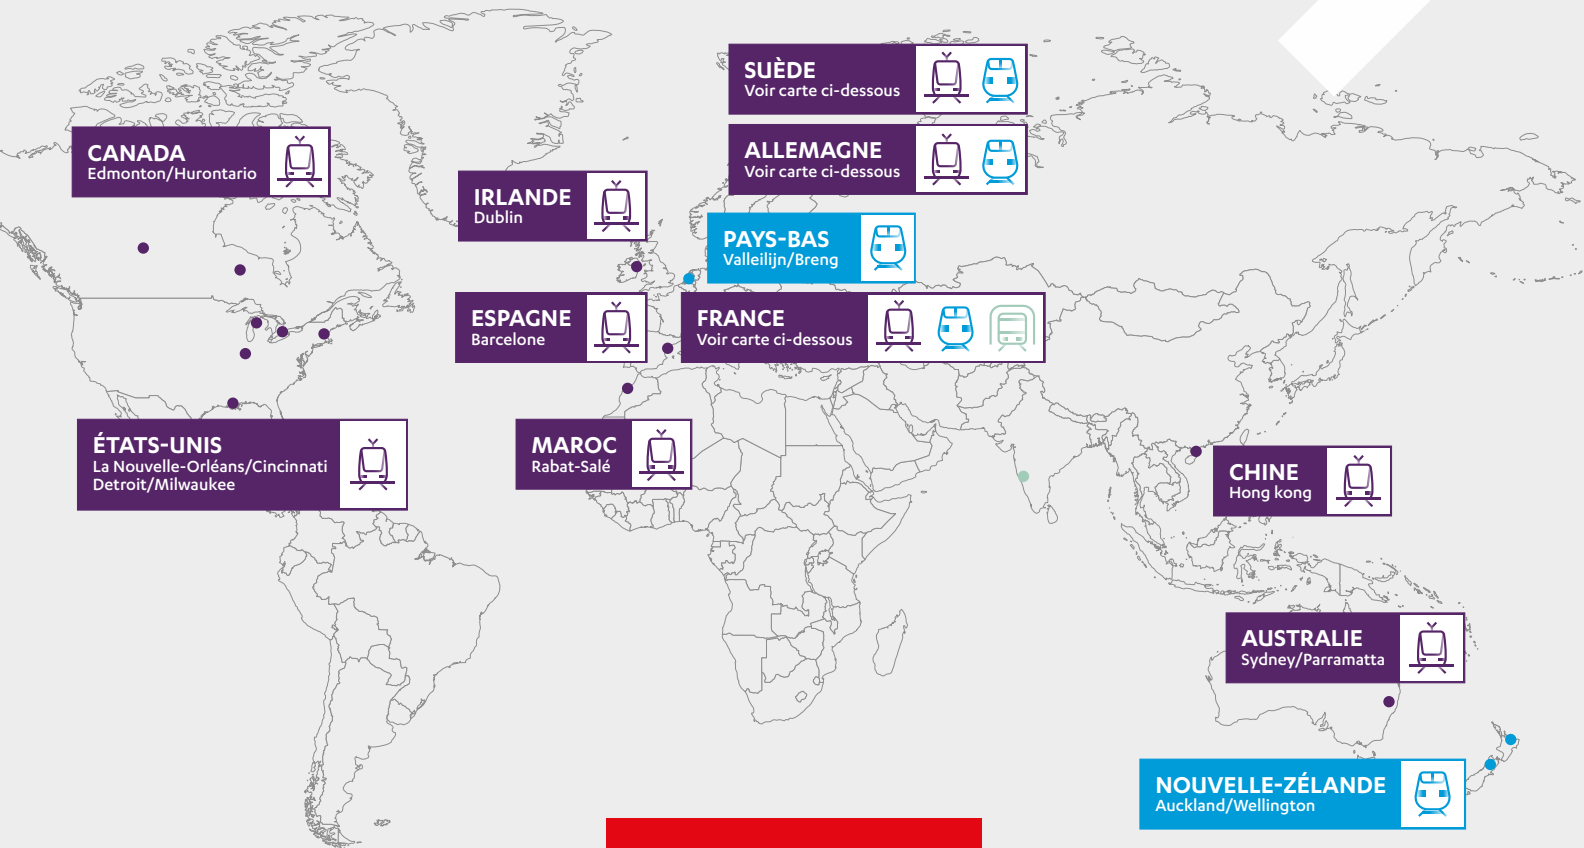 SUÈDE
Voir carte ci-dessous
CANADA
Edmonton/Hurontario
ALLEMAGNE
Voir carte ci-dessous
IRLANDE
Dublin
PAYS-BAS
Valleilijn/Breng
ESPAGNE
Barcelone
FRANCE
Voir carte ci-dessous
ÉTATS-UNIS
La Nouvelle-Orléans/Cincinnati
Detroit/Milwaukee
MAROC
Rabat-Salé
CHINE
Hong kong
AUSTRALIE
Sydney/Parramatta
NOUVELLE-ZÉLANDE
Auckland/Wellington